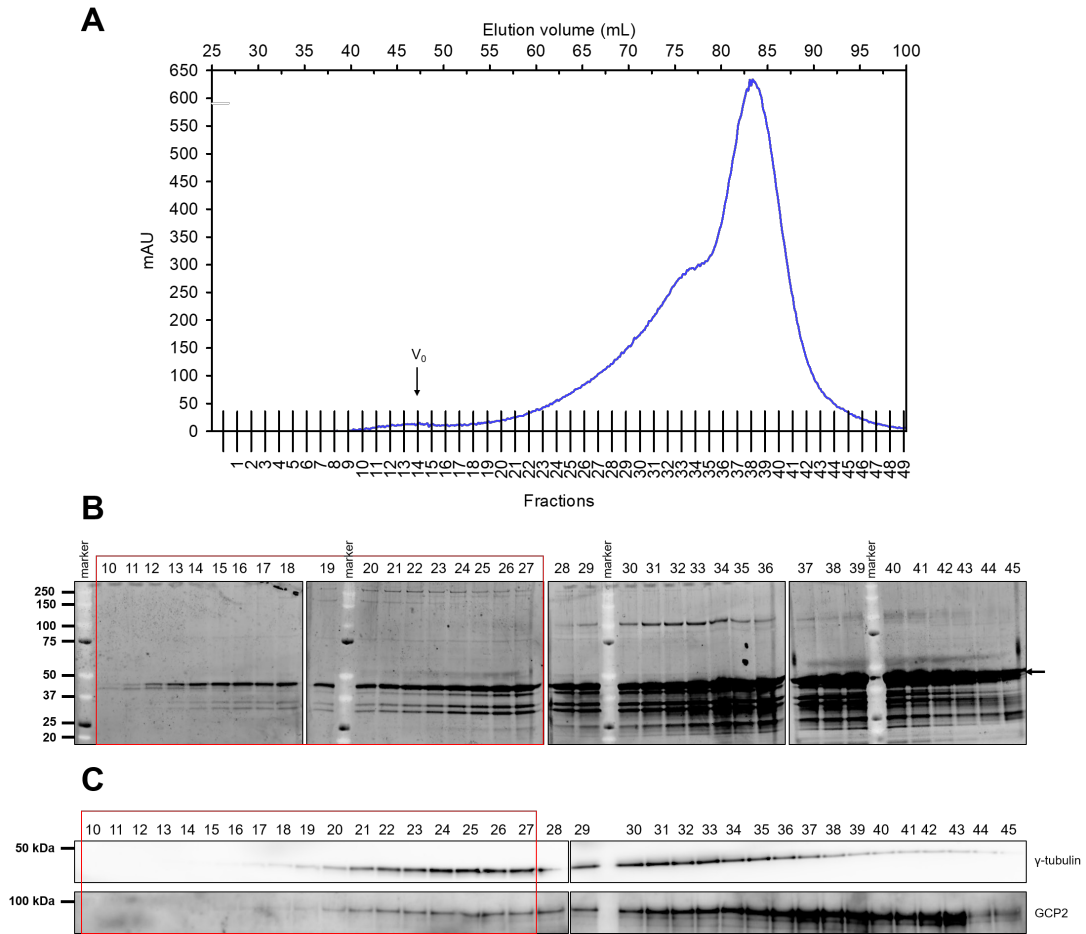 A
Elution volume (mL)
25 30 35 40 45 50 55 60 65 70 75 80 85 90 95 100
650
600
550
500
450
400
350
300
250
200
150
100
50
0
mAU
V0
1 2 3 4 5 6 7 8 9 10 11 12 13 14 15 16 17 18 19 20 21 22 23 24 25 26 27 28 29 30 31 32 33 34 35 36 37 38 39 40 41 42 43 44 45 46 47 48 49
Fractions
B
marker 10 11 12 13 14 15 16 17 18 19 marker 20 21 22 23 24 25 26 27 28 29 marker 30 31 32 33 34 35 36 37 38 39 marker 40 41 42 43 44 45
250
150
100
75
50
37
25
20
C
10 11 12 13 14 15 16 17 18 19 20 21 22 23 24 25 26 27 28 29 30 31 32 33 34 35 36 37 38 39 40 41 42 43 44 45
50 kDa
γ-tubulin
100 kDa
GCP2